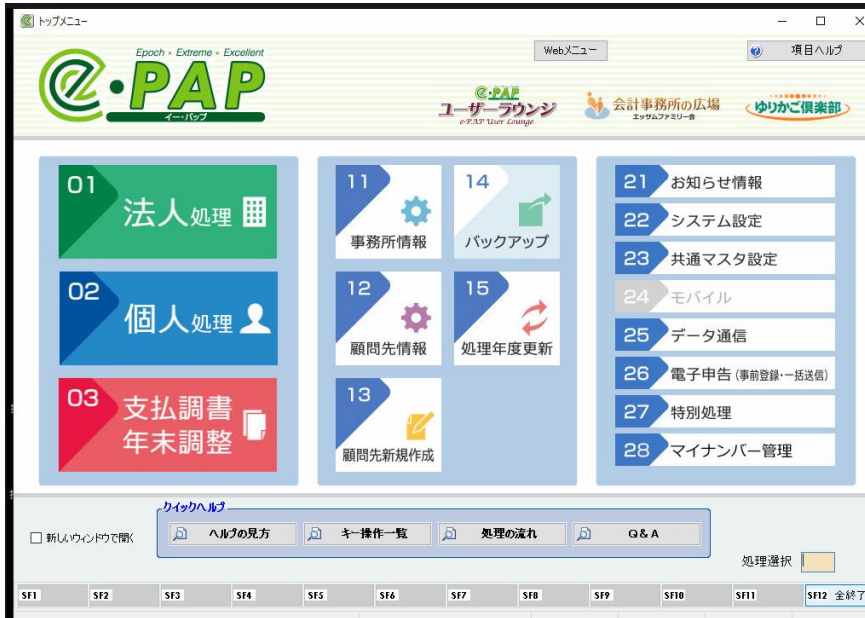 トップメニュー
Epoch・Extreme・Excellent
Webメニュー
項目ヘルプ
e・PAP
イー・パップ
e・PAP
ユーザーラウンジ
e-PAP User Lounge
会計事務所の広場
エッサムファミリー会
ゆりかご倶楽部
01
法人処理
02
個人処理
03
支払調書
年末調整
11
事務所情報
14
バックアップ
12
顧問先情報
15
処理年度更新
13
顧問先新規作成
21 お知らせ情報
22 システム設定
23 共通マスタ設定
24 モバイル
25 データ通信
26 電子申告(事前登録・一括送信)
27 特別処理
28 マイナンバー管理
新しいウィンドウで開く
クイックヘルプ
ヘルプの見方
キー操作一覧
処理の流れ
Q&A
処理選択
SF1 SF2 SF3 SF4 SF5 SF6 SF7 SF8 SF9 SF10 SF11 SF12 全終了